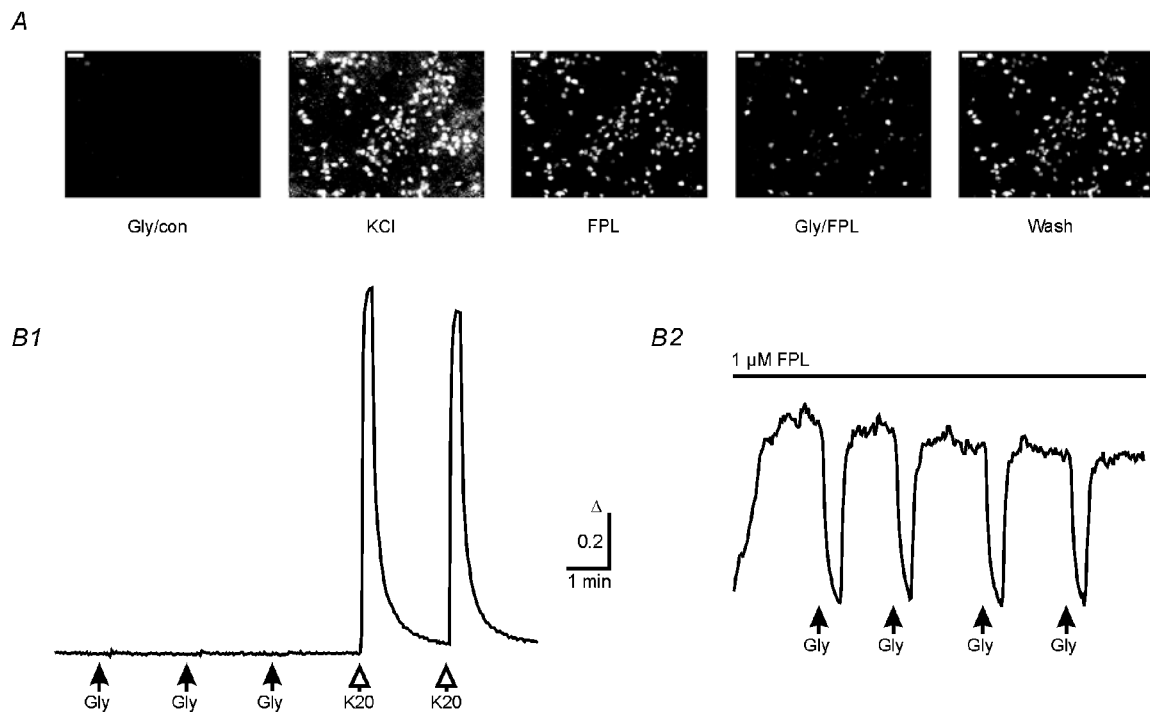 A
Gly/con KCl FPL Gly/FPL Wash
B1
B2
1 µM FPL
Δ
0.2
1 min
Gly Gly Gly K20 K20
Gly Gly Gly Gly